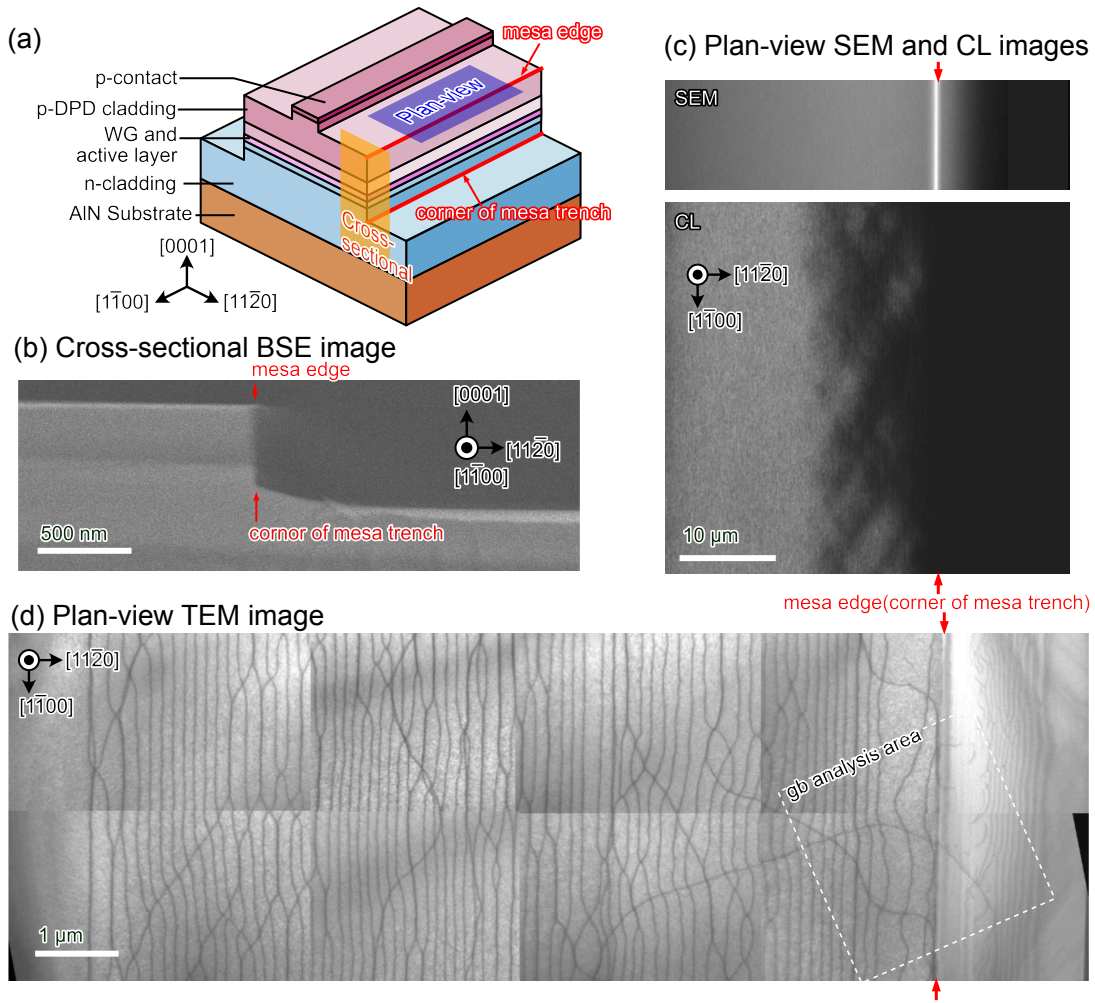 (a)
mesa edge
p-contact
p-DPD cladding
Plan-view
WG and
active layer
n-cladding
corner of mesa trench
AlN Substrate
Cross-
sectional
[0001]
[11̅00]
[112̅0]
(b) Cross-sectional BSE image
mesa edge
[0001]
[112̅0]
[11̅00]
500 nm
cornor of mesa trench
(c) Plan-view SEM and CL images
SEM
CL
[112̅0]
[11̅00]
10 µm
mesa edge(corner of mesa trench)
(d) Plan-view TEM image
[112̅0]
[11̅00]
gb analysis area
1 µm